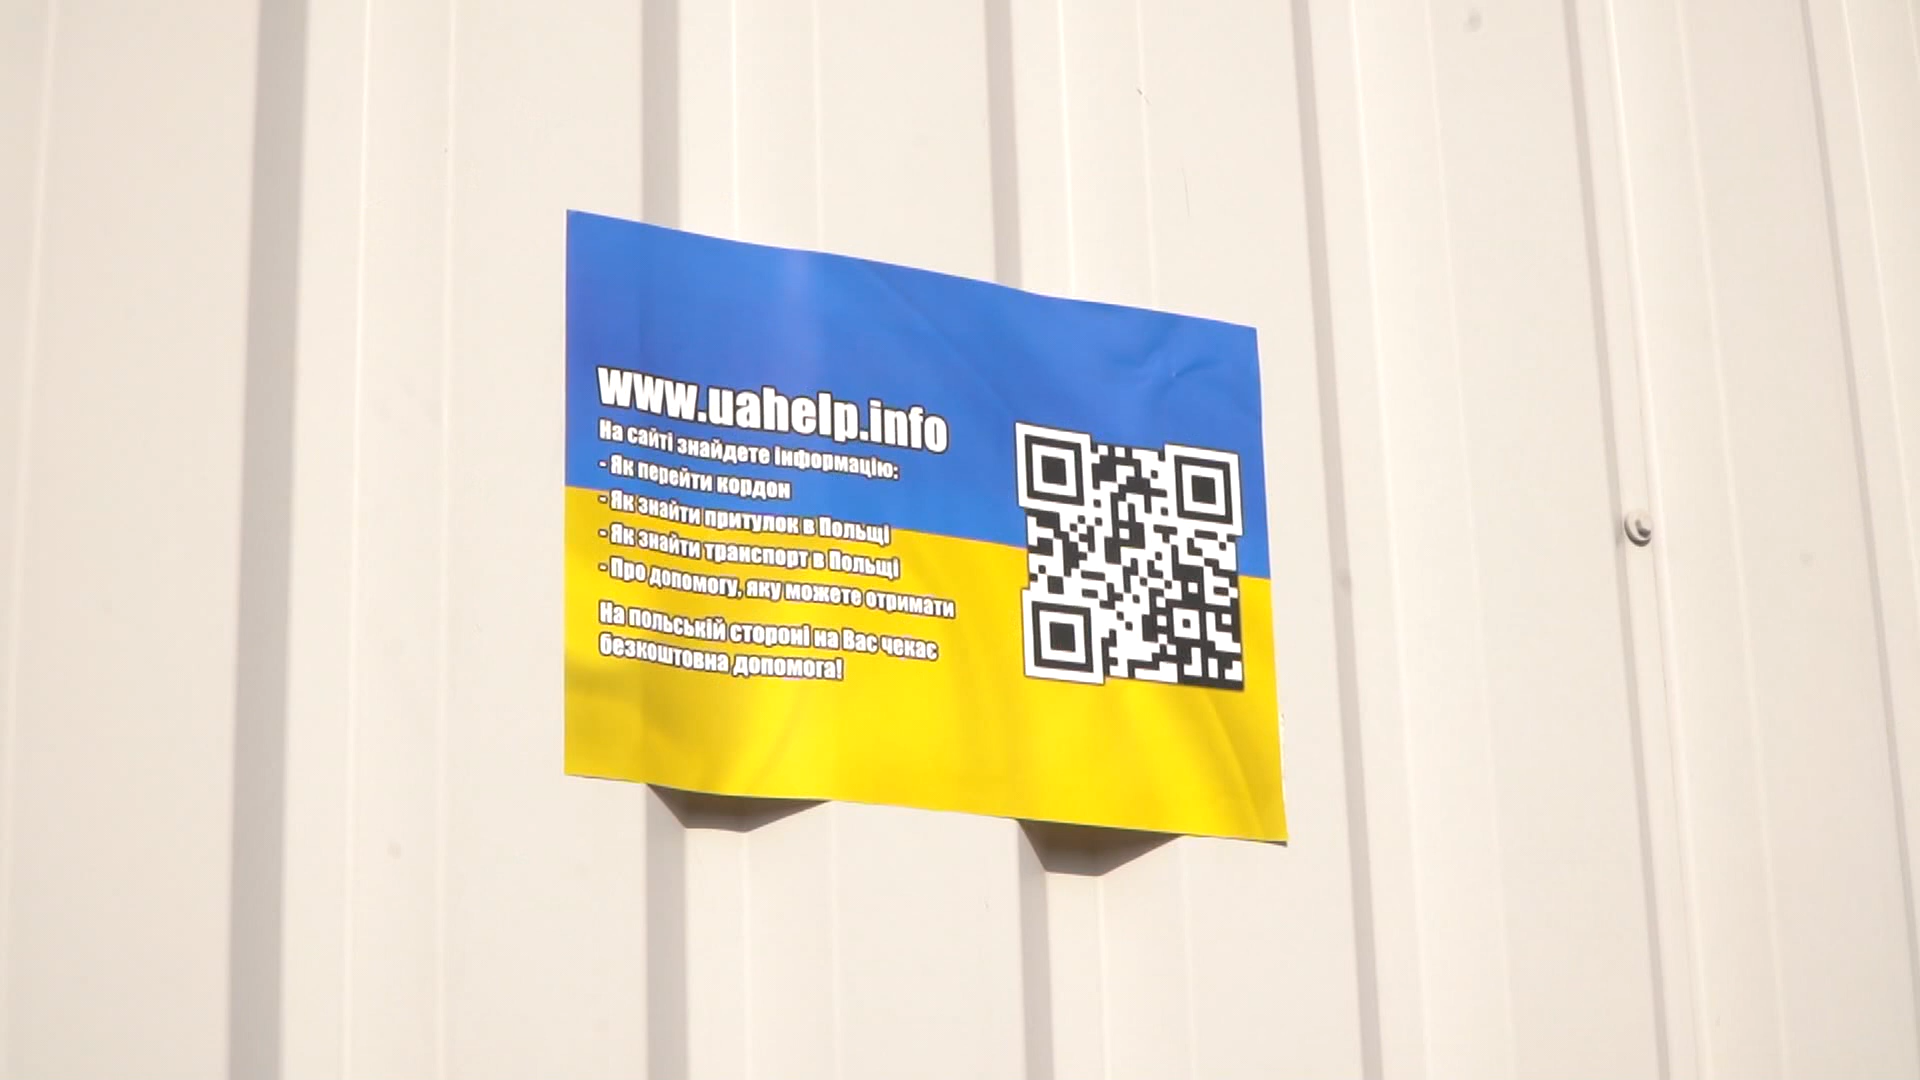 www.uahelp.info
На сайті знайдете інформацію:
- Як перейти кордон
- Як знайти притулок в Польщі
- Як знайти транспорт в Польщі
- Про допомогу, яку можете отримати
На польській стороні на Вас чекає
безкоштовна допомога!